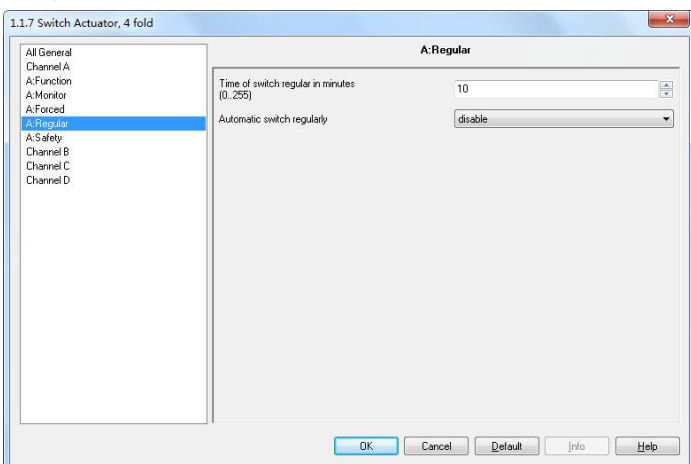 1.1.7 Switch Actuator, 4 fold
All General
Channel A
A:Function
A:Monitor
A:Forced
A:Regular
A:Safety
Channel B
Channel C
Channel D
A:Regular
Time of switch regular in minutes
(0..255)
10
Automatic switch regularly
disable
OK
Cancel
Default
Info
Help